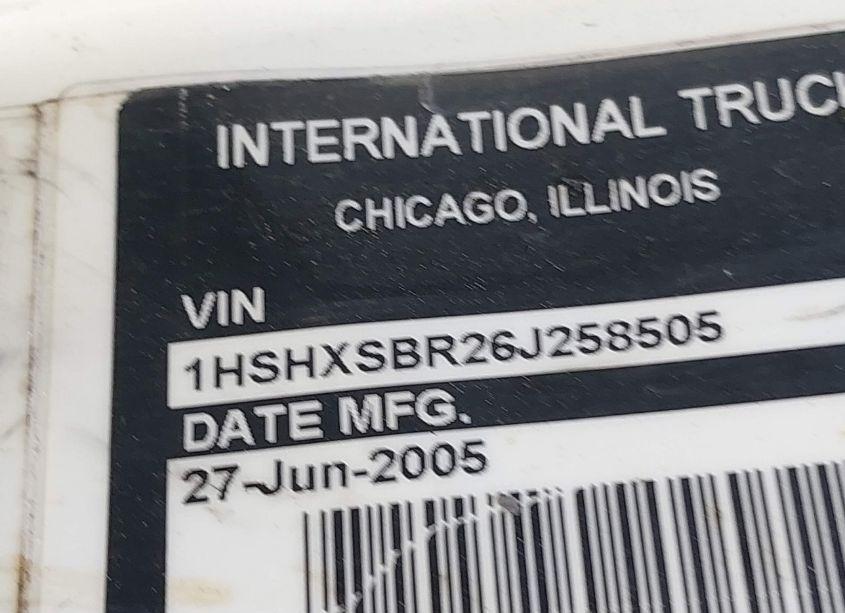 INTERNATIONAL TRUC
CHICAGO, ILLINOIS
VIN
1HSHXSBR26J258505
DATE MFG.
27-Jun-2005